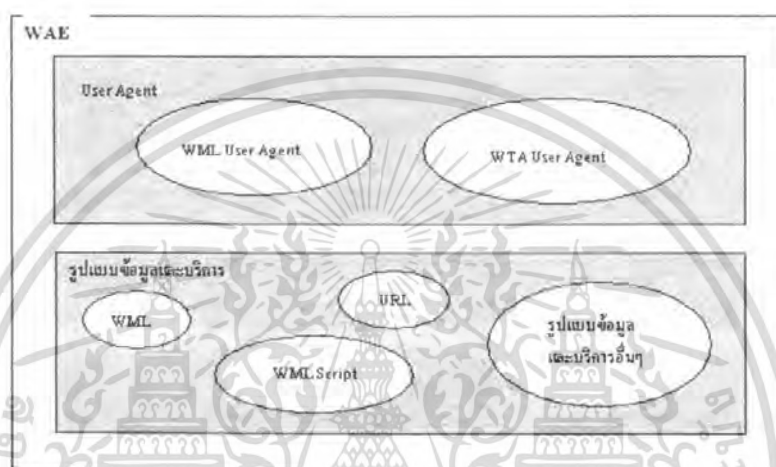 WAE
User Agent
WML User Agent
WTA User Agent
รูปแบบข้อมูลและบริการ
WML
URL
WML Script
รูปแบบข้อมูล
และบริการอื่นๆ